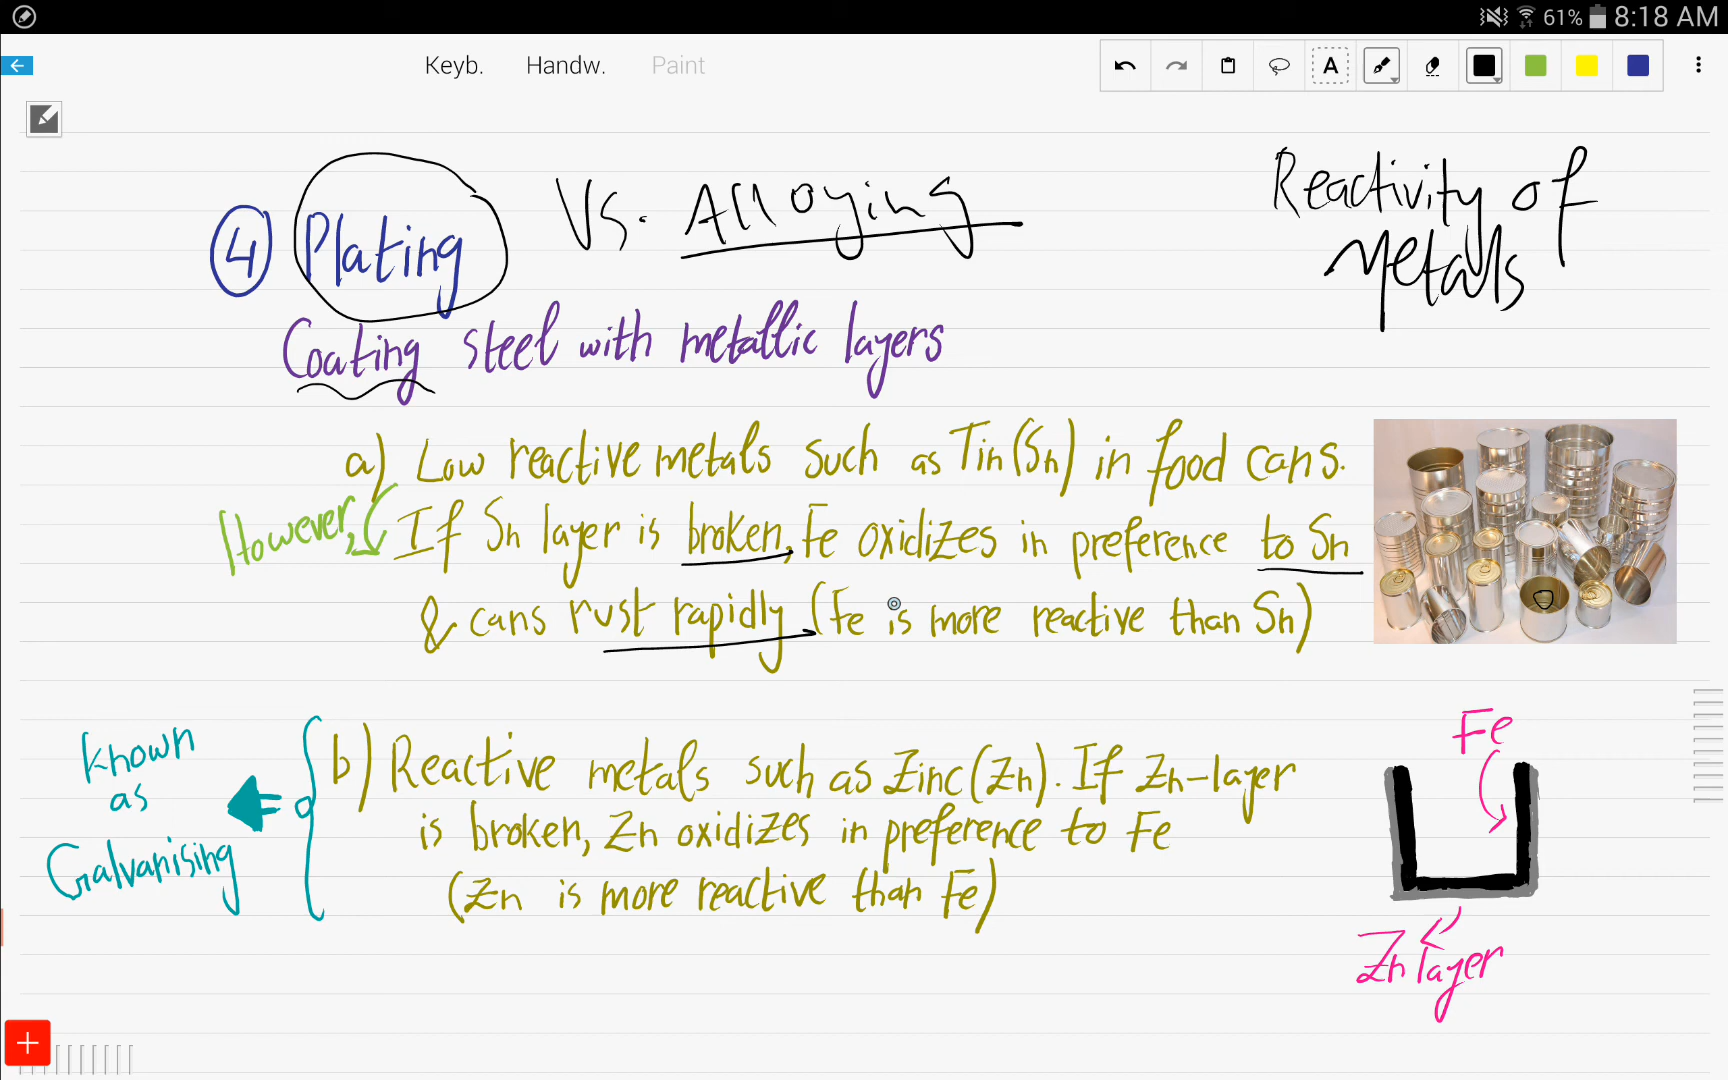 61% 8:18 AM
Keyb. Handw. Paint
A
4 Plating Vs. Alloying
Reactivity of
Metals
Coating steel with metallic layers
a) Low reactive metals such as Tin (Sn) in food cans.
However, If Sn layer is broken, Fe oxidizes in preference to Sn
& cans rust rapidly (Fe is more reactive than Sn)
known
as
Galvanising
b) Reactive metals such as Zinc (Zn). If Zn-layer
is broken, Zn oxidizes in preference to Fe
(Zn is more reactive than Fe)
Fe
Zn layer